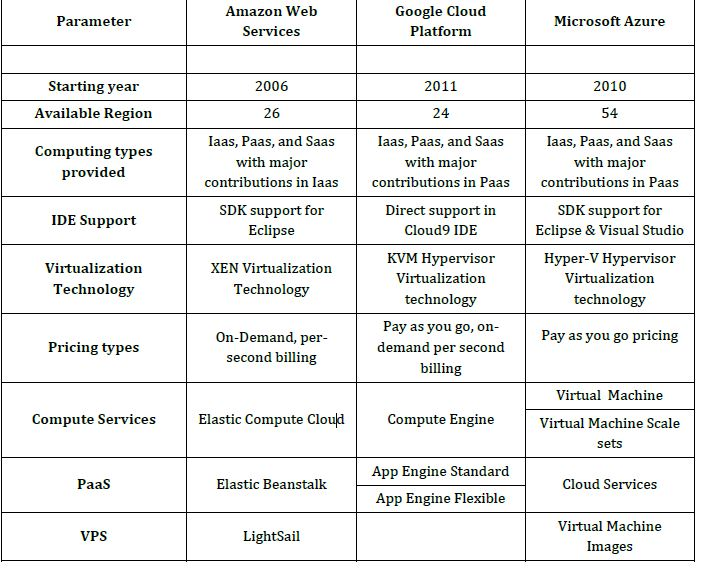 Parameter
Amazon Web
Services
Google Cloud
Platform
Microsoft Azure
Starting year
2006
2011
2010
Available Region
26
24
54
Computing types
provided
Iaas, Paas, and Saas
with major
contributions in Iaas
Iaas, Paas, and Saas
with major
contributions in Paas
Iaas, Paas, and Saas
with major
contributions in Paas
IDE Support
SDK support for
Eclipse
Direct support in
Cloud9 IDE
SDK support for
Eclipse & Visual Studio
Virtualization
Technology
XEN Virtualization
Technology
KVM Hypervisor
Virtualization
technology
Hyper-V Hypervisor
Virtualization
technology
Pricing types
On-Demand, per-
second billing
Pay as you go, on-
demand per second
billing
Pay as you go pricing
Compute Services
Elastic Compute Cloud
Compute Engine
Virtual Machine
Virtual Machine Scale
sets
PaaS
Elastic Beanstalk
App Engine Standard
App Engine Flexible
Cloud Services
VPS
LightSail
Virtual Machine
Images